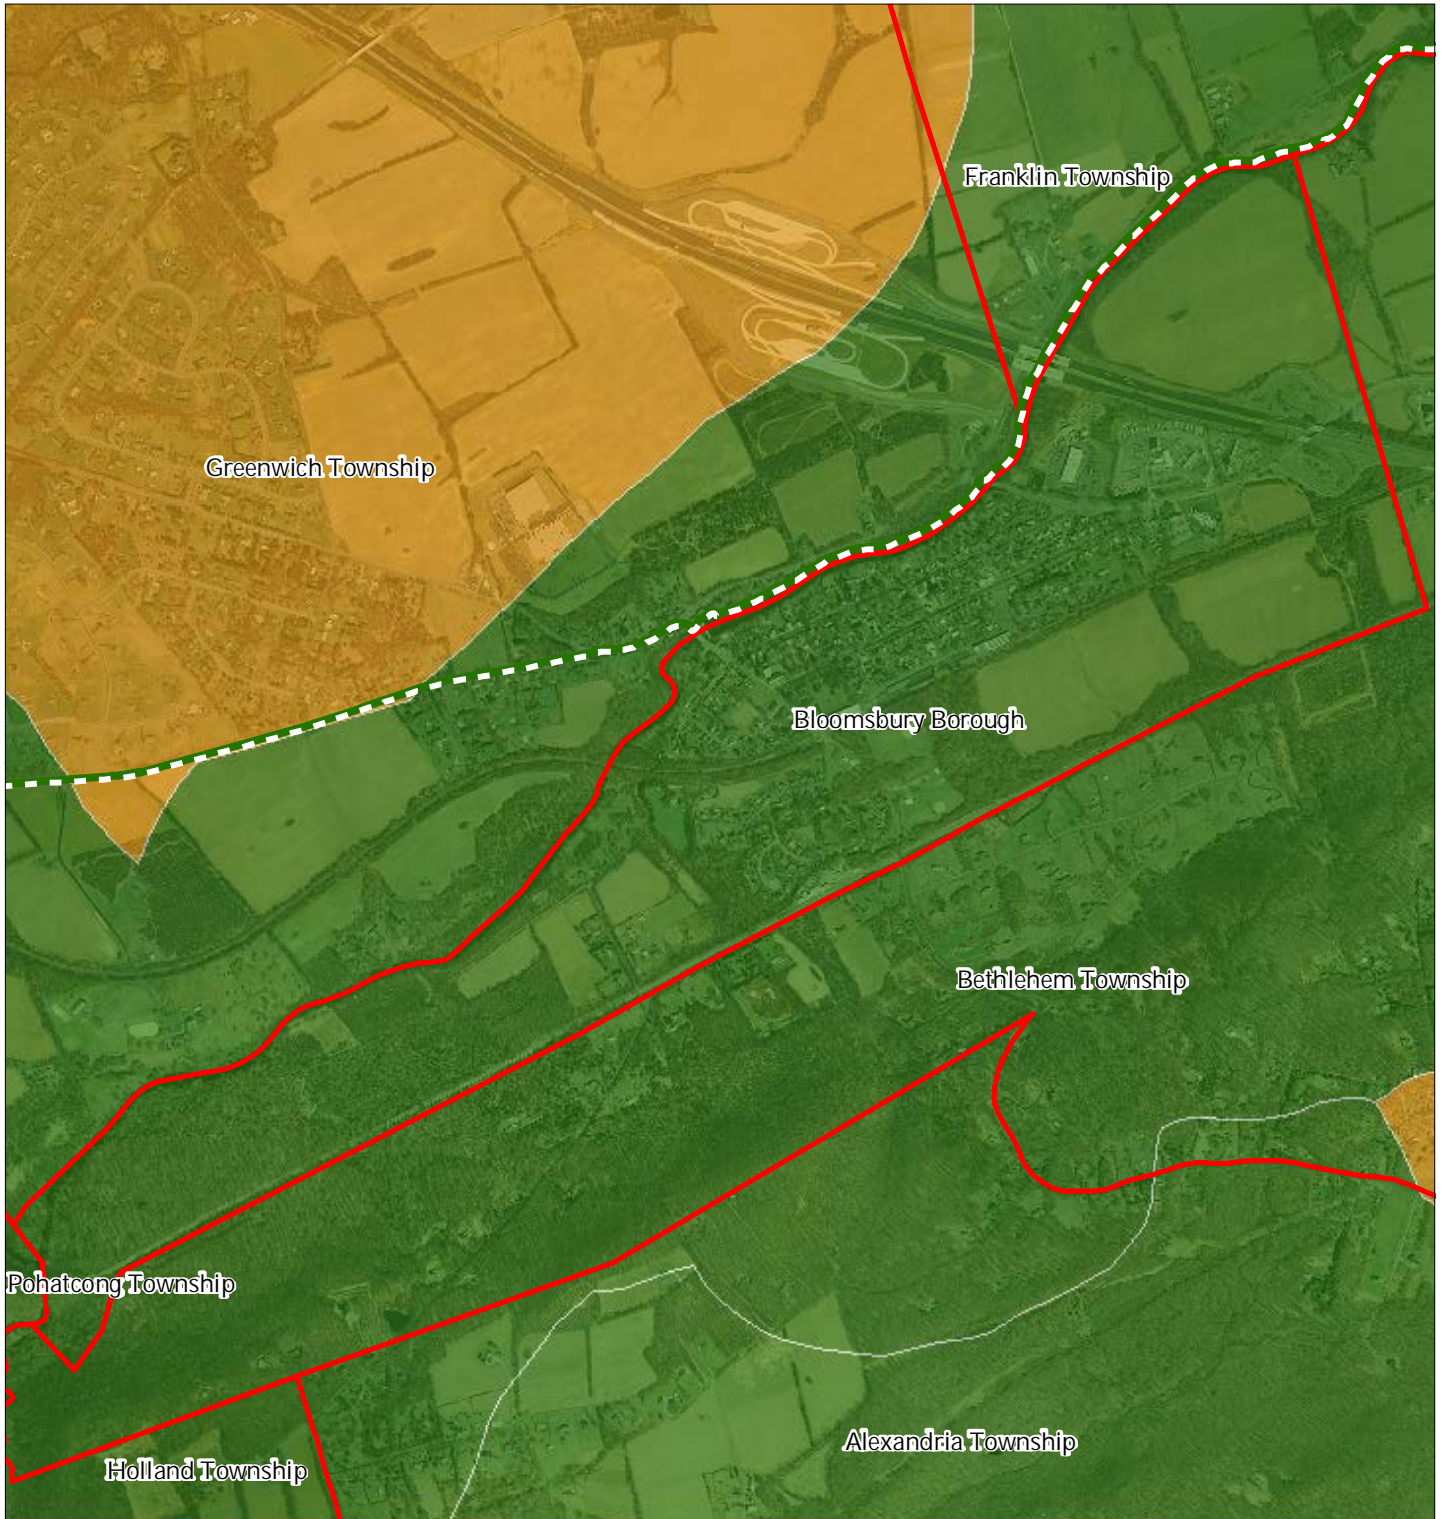 Franklin Township
Greenwich Township
Bloomsbury Borough
Bethlehem Township
Pohatcong Township
Alexandria Township
Holland Township